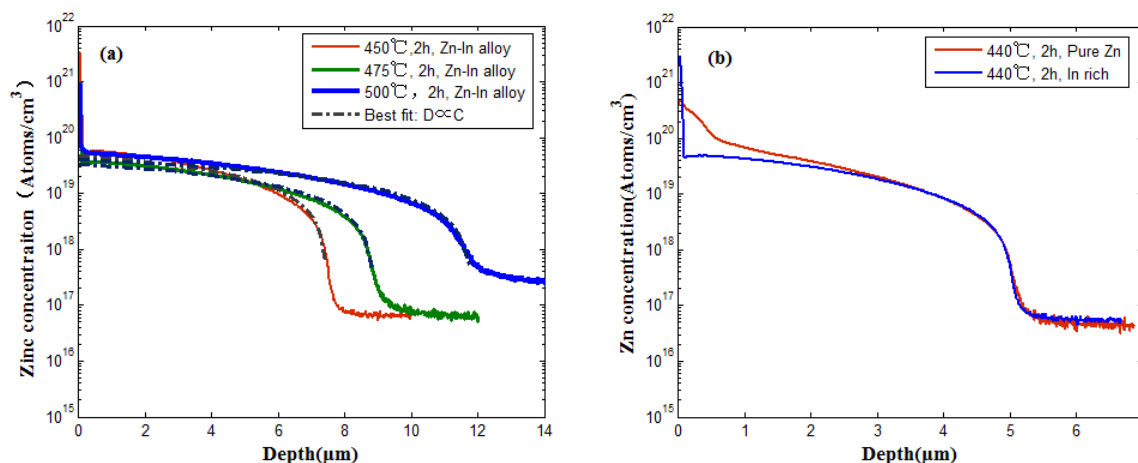 (a)
450℃,2h, Zn-In alloy
475℃, 2h, Zn-In alloy
500℃, 2h, Zn-In alloy
Best fit: D∝C
Zinc concentraiton (Atoms/cm³)
10²²
10²¹
10²⁰
10¹⁹
10¹⁸
10¹⁷
10¹⁶
10¹⁵
0 2 4 6 8 10 12 14
Depth(μm)
(b)
440℃, 2h, Pure Zn
440℃, 2h, In rich
Zn concentration(Atoms/cm³)
10²²
10²¹
10²⁰
10¹⁹
10¹⁸
10¹⁷
10¹⁶
10¹⁵
0 1 2 3 4 5 6
Depth(μm)